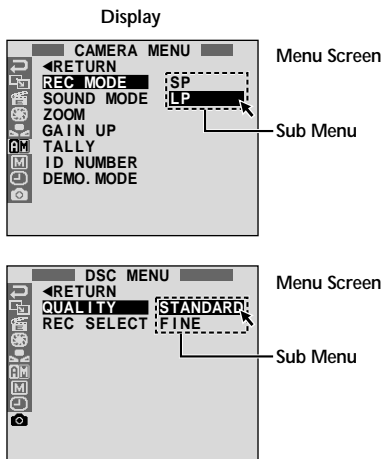 Display
CAMERA MENU
Menu Screen
◄RETURN
REC MODE SP
SOUND MODE LP
ZOOM
GAIN UP
Sub Menu
TALLY
ID NUMBER
DEMO. MODE
DSC MENU
Menu Screen
◄RETURN
QUALITY STANDARD
REC SELECT FINE
Sub Menu